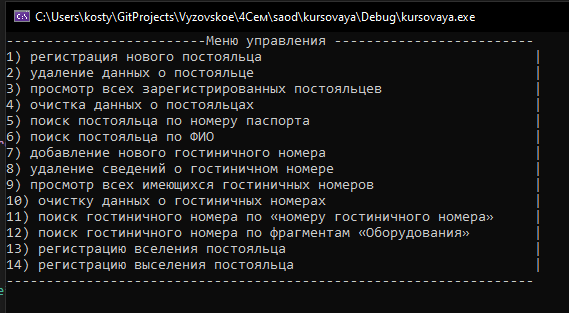 C:\Users\kosty\GitProjects\Vyzovskoe\4Сем\saod\kursovaya\Debug\kursovaya.exe
-------------------------Меню управления -------------------------
1) регистрация нового постояльца |
2) удаление данных о постояльце |
3) просмотр всех зарегистрированных постояльцев |
4) очистка данных о постояльцах |
5) поиск постояльца по номеру паспорта |
6) поиск постояльца по ФИО |
7) добавление нового гостиничного номера |
8) удаление сведений о гостиничном номере |
9) просмотр всех имеющихся гостиничных номеров |
10) очистку данных о гостиничных номерах |
11) поиск гостиничного номера по «номеру гостиничного номера» |
12) поиск гостиничного номера по фрагментам «Оборудования» |
13) регистрацию вселения постояльца |
14) регистрации выселения постояльца |
------------------------------------------------------------------